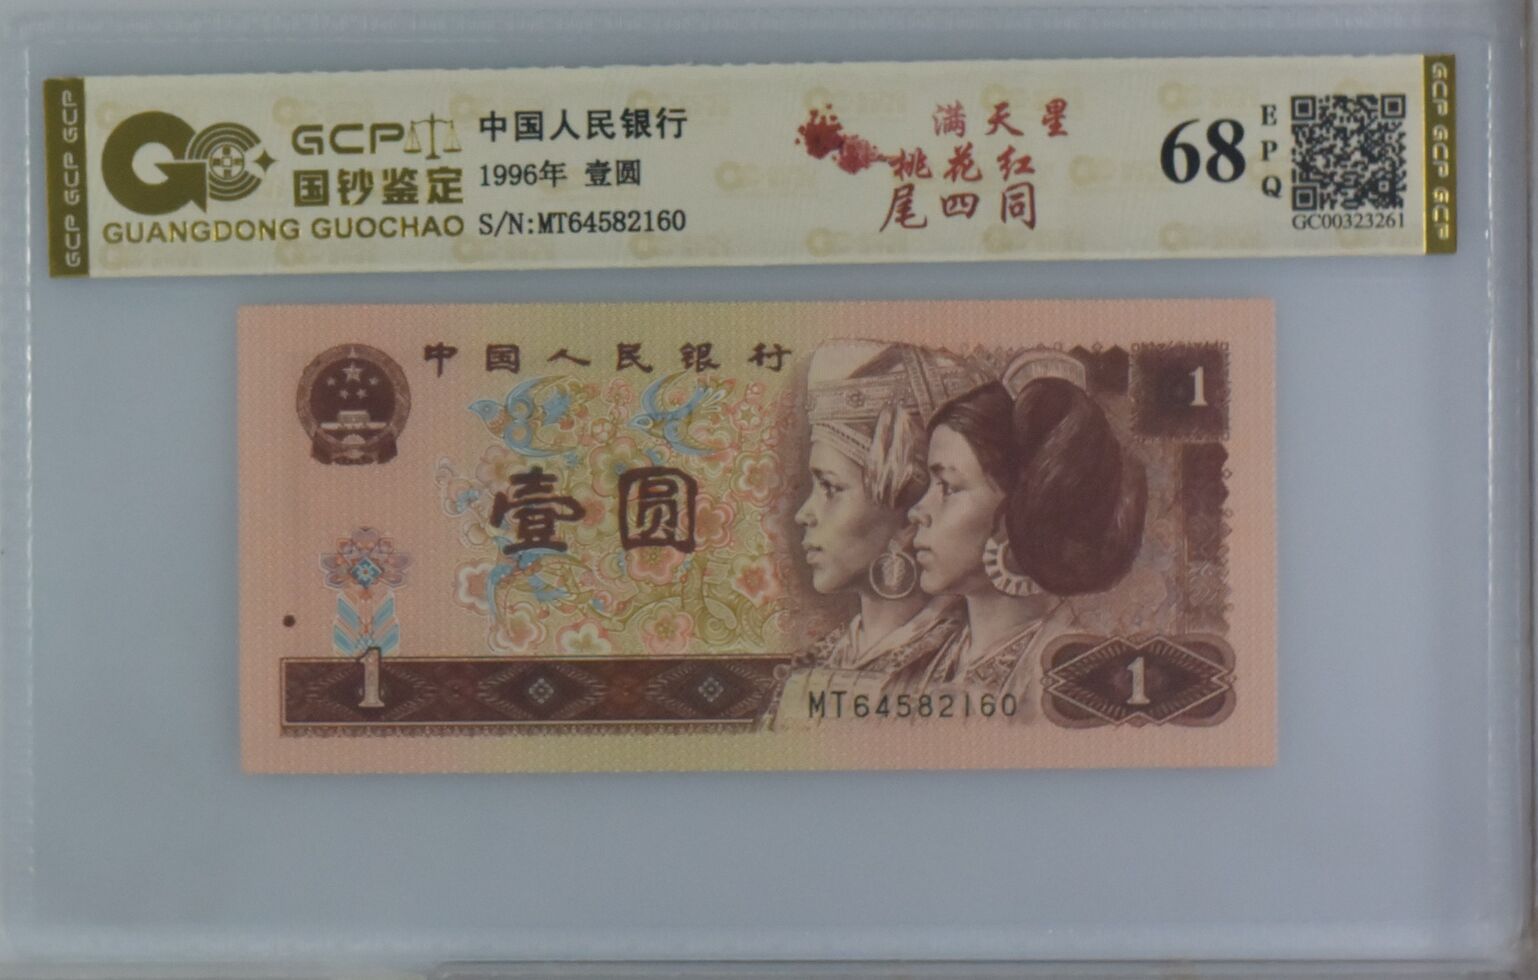 GCP GCP GCP
GCP
国钞鉴定
GUANGDONG GUOCHAO
中国人民银行
1996年 壹圆
S/N:MT64582160
满天星
桃花红
尾四同
68
EPQ
GC00323261
GCP GCP GCP
中国人民银行
1
壹圆
1
MT64582160
1